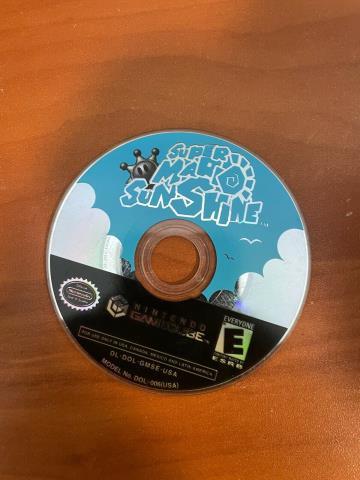 SUPER
MARIO
SUNSHINE
Nintendo
NINTENDO
GAMECUBE
EVERYONE
E
ESRB
FOR USE ONLY IN USA, CANADA, MEXICO AND LATIN AMERICA
DL-DOL-GMSE-USA
MODEL No. DOL-006(USA)